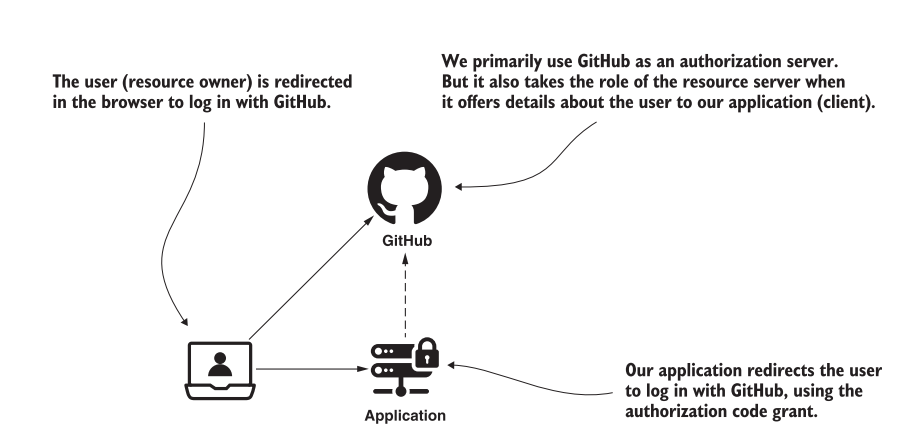 The user (resource owner) is redirected
in the browser to log in with GitHub.
We primarily use GitHub as an authorization server.
But it also takes the role of the resource server when
it offers details about the user to our application (client).
GitHub
Application
Our application redirects the user
to log in with GitHub, using the
authorization code grant.